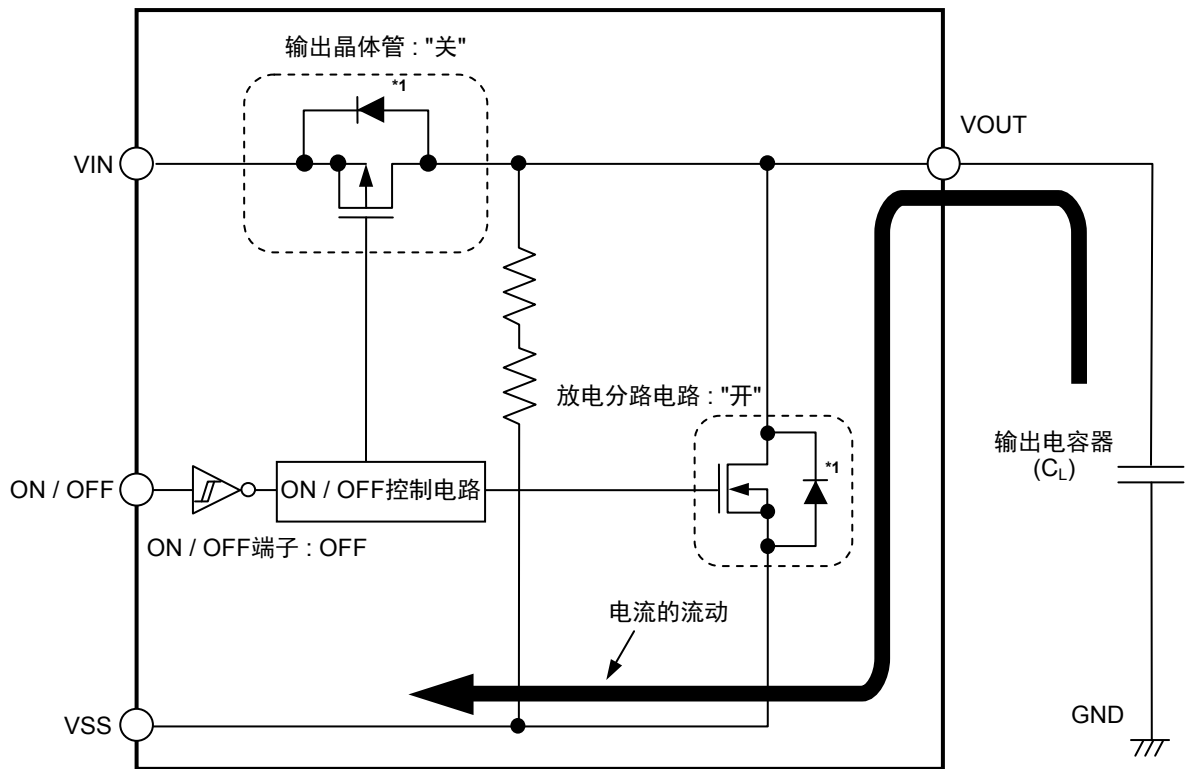 输出晶体管 : "关"
*1
VIN
VOUT
放电分路电路 : "开"
*1
输出电容器
(CL)
ON / OFF
ON / OFF控制电路
ON / OFF端子 : OFF
电流的流动
VSS
GND